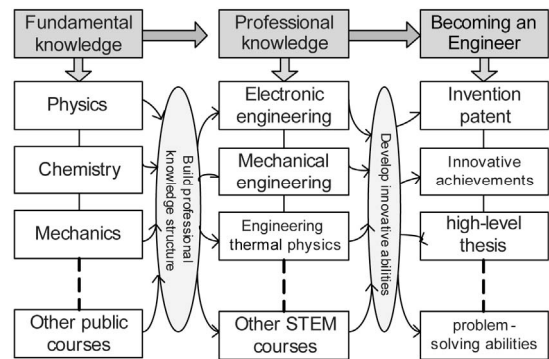 Fundamental
knowledge
Professional
knowledge
Becoming an
Engineer
Physics
Chemistry
Mechanics
Other public
courses
Build professional
knowledge structure
Electronic
engineering
Mechanical
engineering
Engineering
thermal physics
Other STEM
courses
Develop innovative abilities
Invention
patent
Innovative
achievements
high-level
thesis
problem-
solving abilities